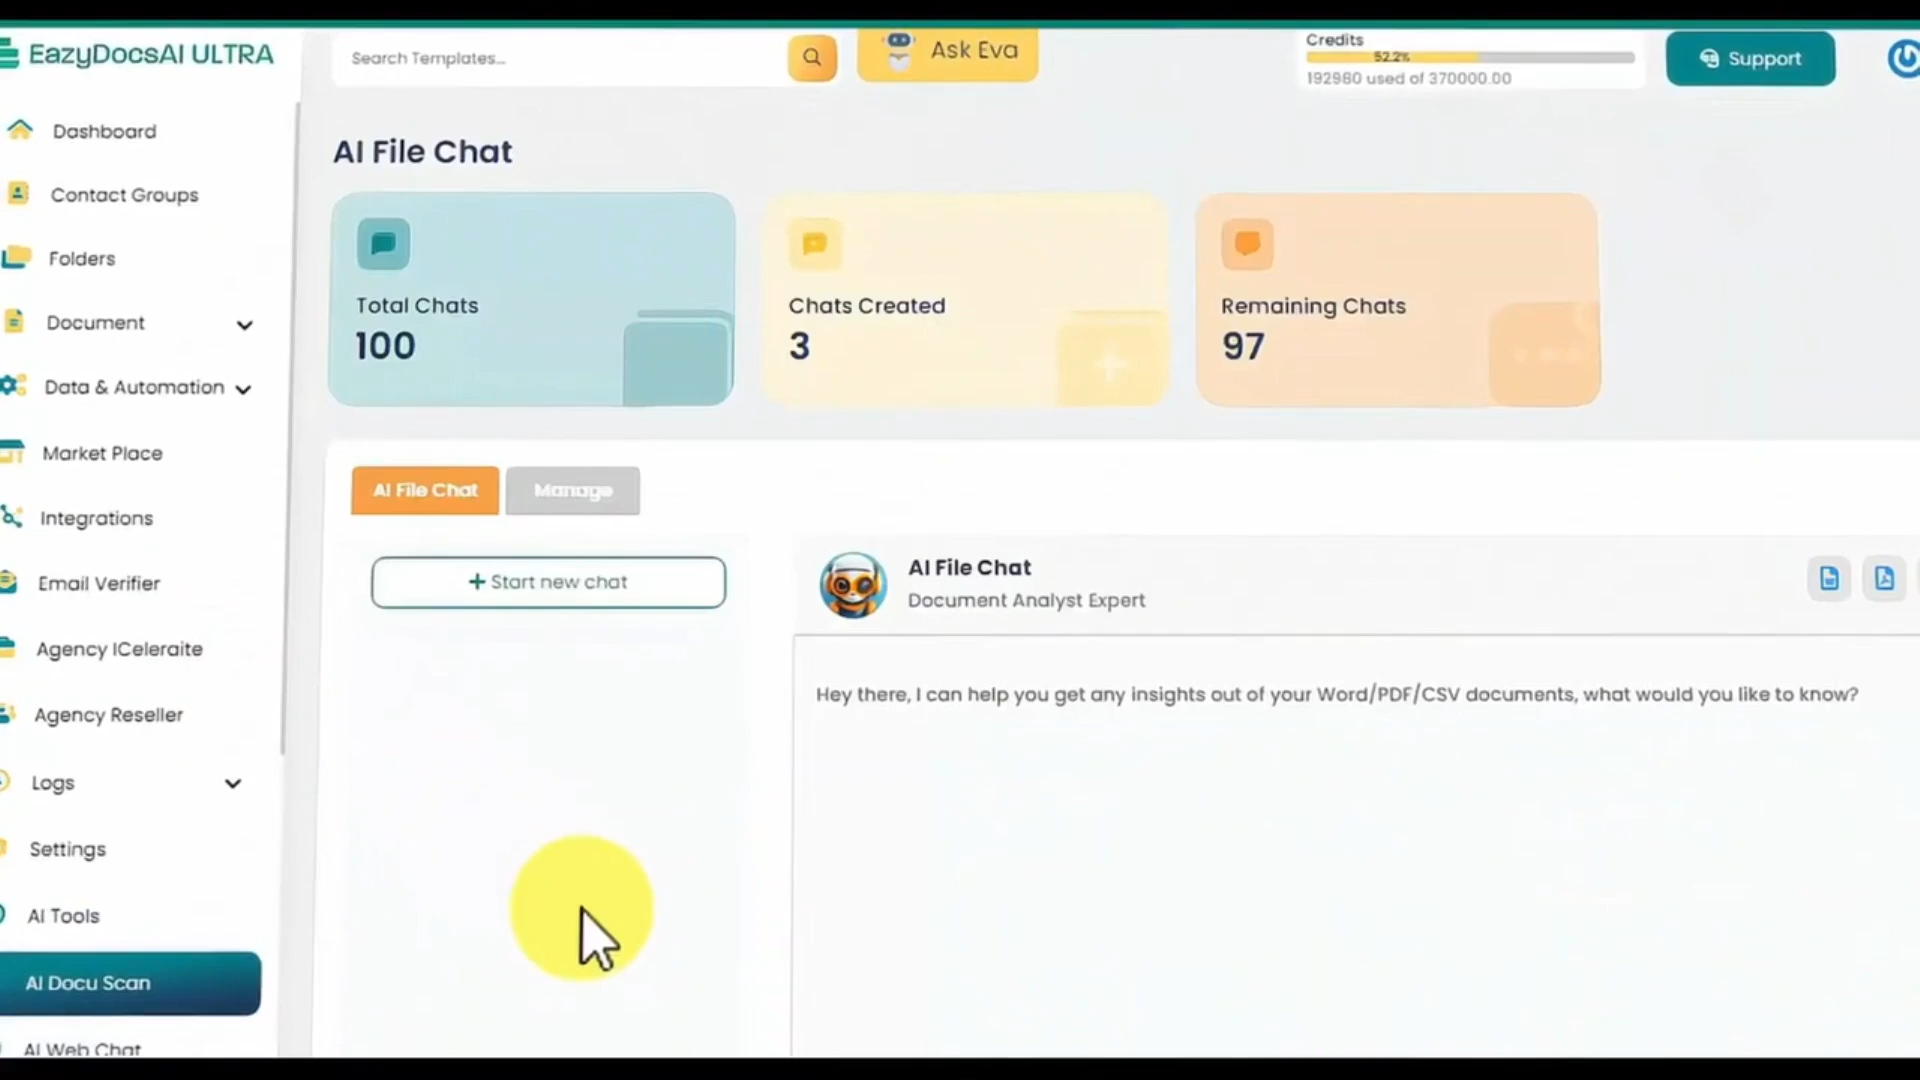 EazyDocsAI ULTRA
Search Templates...
Ask Eva
Credits
52.2%
192980 used of 370000.00
Support
Dashboard
Contact Groups
Folders
Document
Data & Automation
Market Place
Integrations
Email Verifier
Agency ICeleraite
Agency Reseller
Logs
Settings
AI Tools
AI Docu Scan
AI Web Chat
AI File Chat
Total Chats
100
Chats Created
3
Remaining Chats
97
AI File Chat
Manage
+ Start new chat
AI File Chat
Document Analyst Expert
Hey there, I can help you get any insights out of your Word/PDF/CSV documents, what would you like to know?